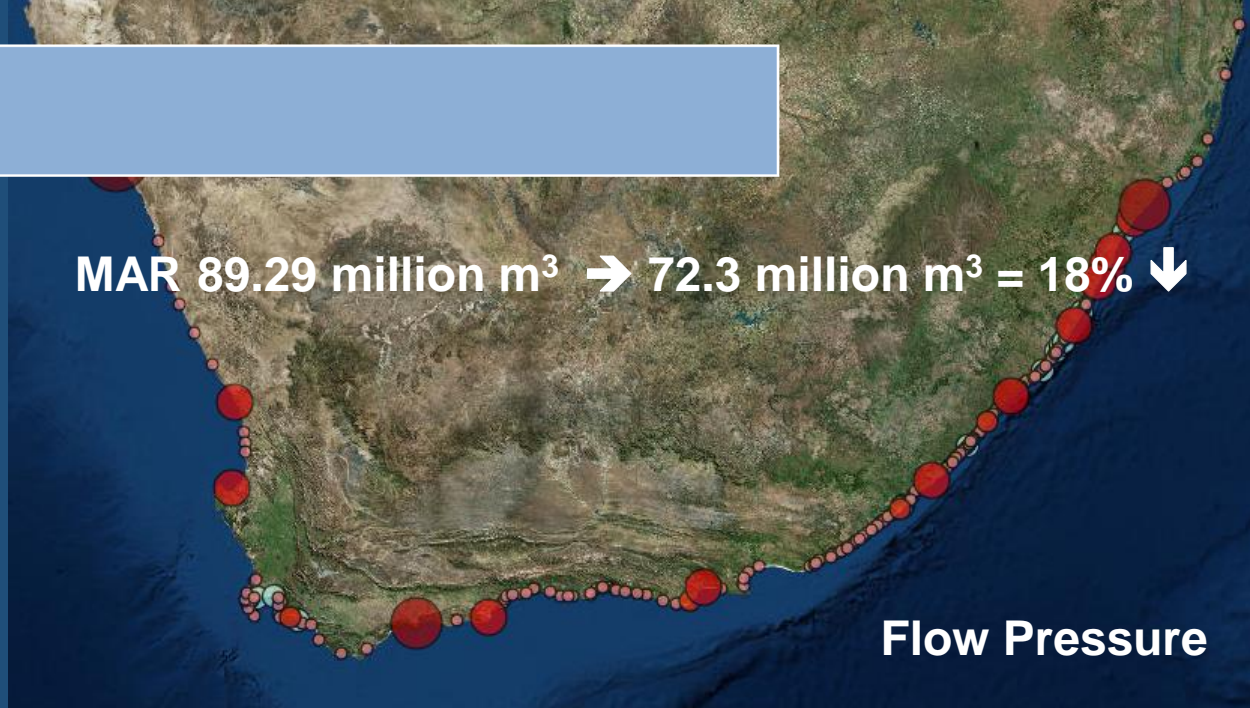 MAR 89.29 million m³ ➔ 72.3 million m³ = 18% 🡻
Flow Pressure